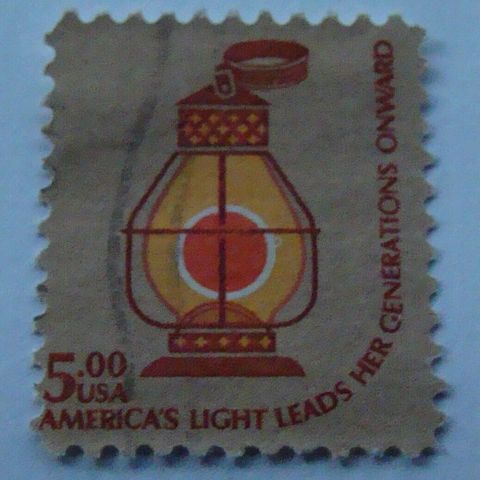 5.00
USA
AMERICA'S LIGHT LEADS HER GENERATIONS ONWARD